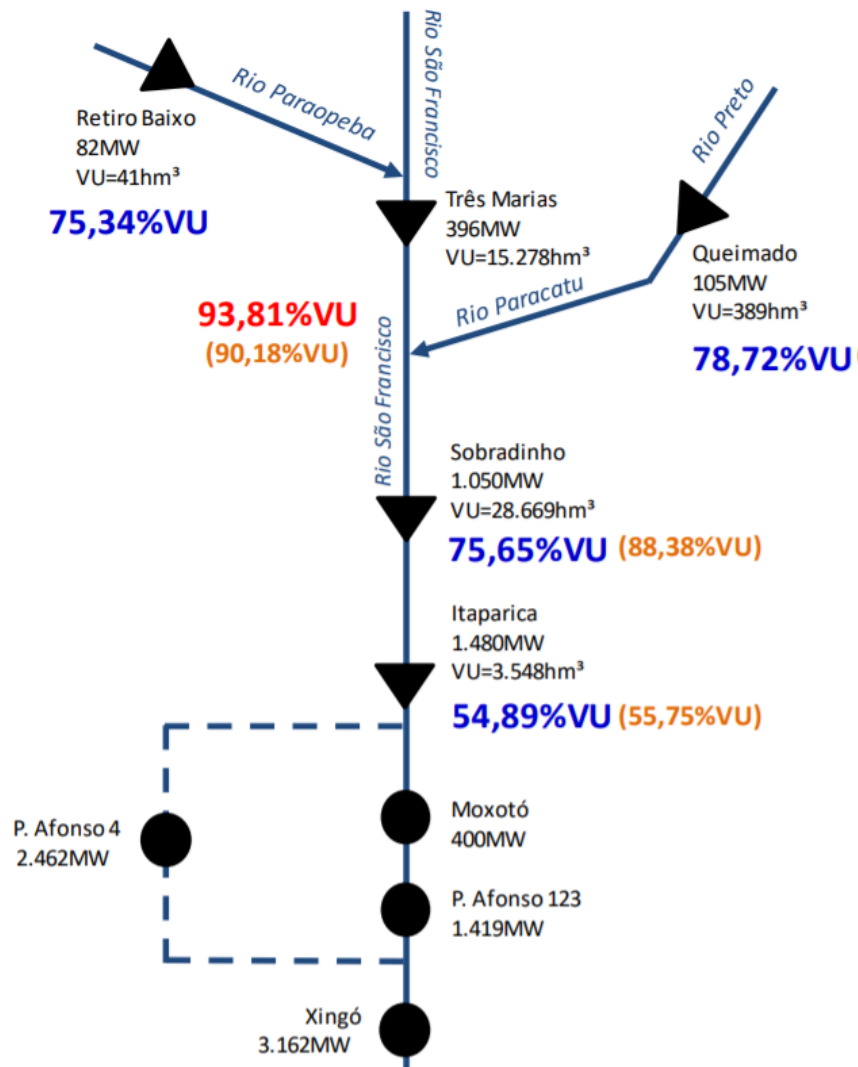 Rio São Francisco
Rio Paraopeba
Rio Preto
Retiro Baixo
82MW
VU=41hm³
75,34%VU
Três Marias
396MW
VU=15.278hm³
Queimado
105MW
VU=389hm³
78,72%VU
Rio Paracatu
93,81%VU
(90,18%VU)
Rio São Francisco
Sobradinho
1.050MW
VU=28.669hm³
75,65%VU (88,38%VU)
Itaparica
1.480MW
VU=3.548hm³
54,89%VU (55,75%VU)
Moxotó
400MW
P. Afonso 4
2.462MW
P. Afonso 123
1.419MW
Xingó
3.162MW